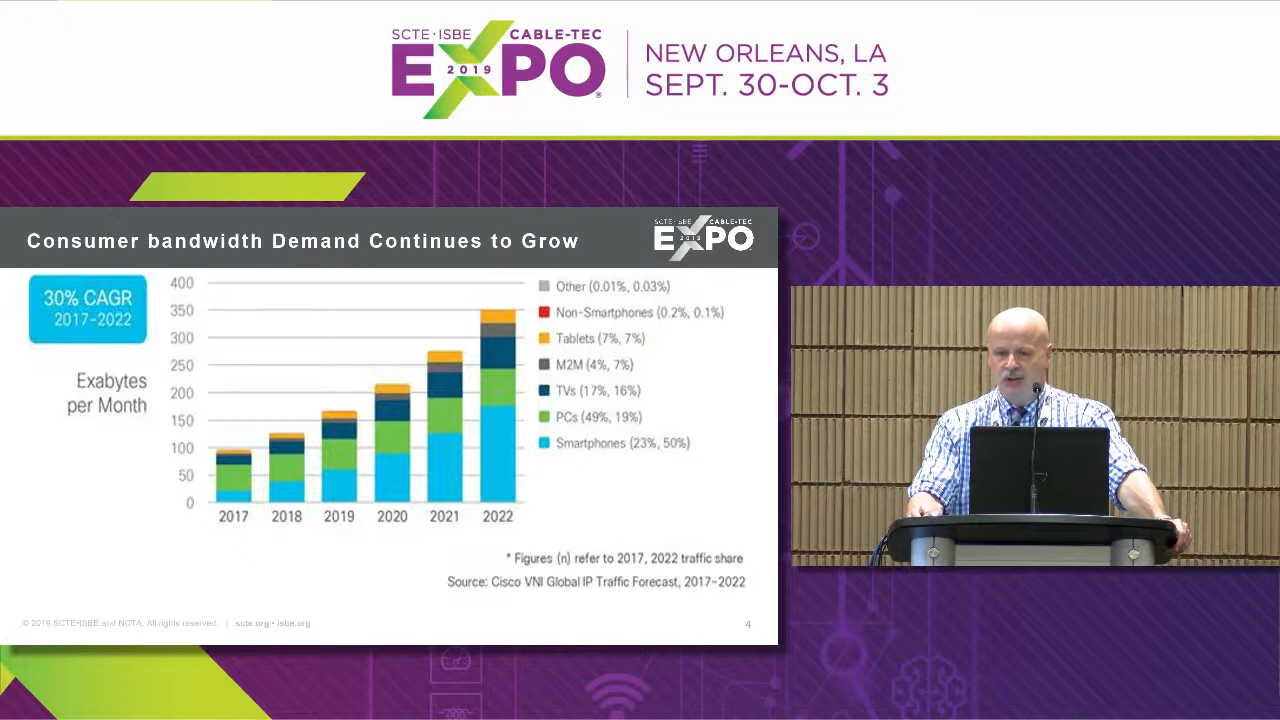 SCTE·ISBE CABLE-TEC
EXPO
2019
®
NEW ORLEANS, LA
SEPT. 30-OCT. 3
Consumer bandwidth Demand Continues to Grow
SCTE·ISBE CABLE-TEC
EXPO
2019
30% CAGR
2017–2022
Exabytes
per Month
400
350
300
250
200
150
100
50
0
2017 2018 2019 2020 2021 2022
Other (0.01%, 0.03%)
Non-Smartphones (0.2%, 0.1%)
Tablets (7%, 7%)
M2M (4%, 7%)
TVs (17%, 16%)
PCs (49%, 19%)
Smartphones (23%, 50%)
* Figures (n) refer to 2017, 2022 traffic share
Source: Cisco VNI Global IP Traffic Forecast, 2017–2022
© 2019 SCTE•ISBE and NCTA. All rights reserved. | scte.org • isbe.org
4